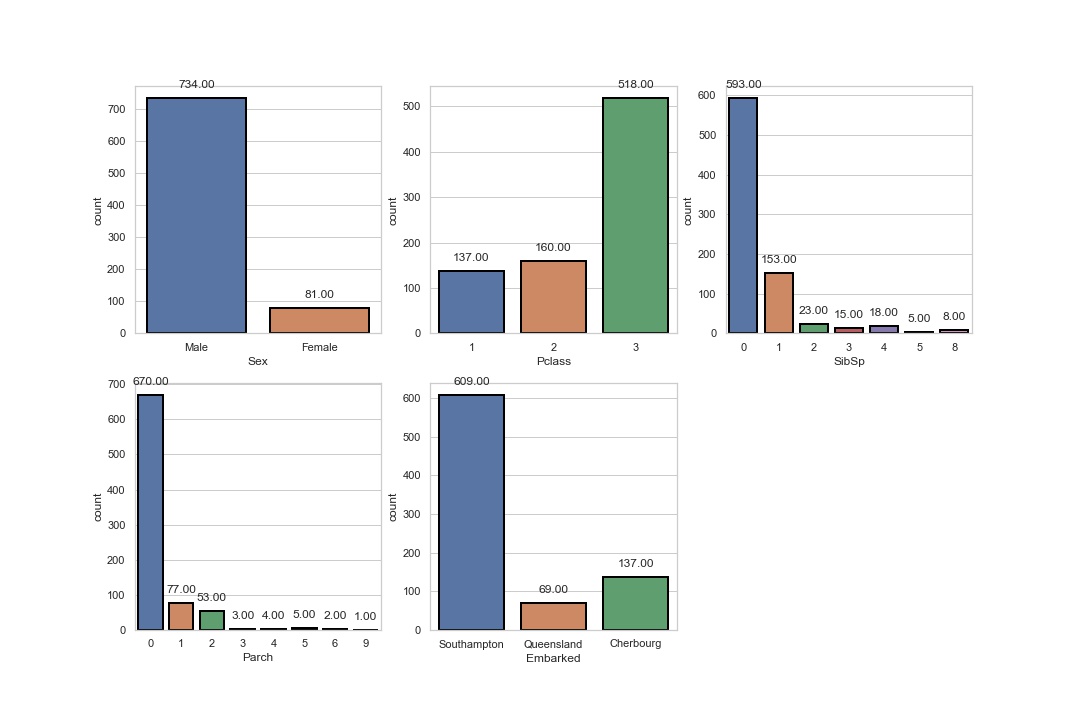 734.00
700
600
500
400
300
200
100
0
count
81.00
Male Female
Sex
518.00
500
400
300
200
100
0
count
137.00
160.00
1 2 3
Pclass
593.00
600
500
400
300
200
100
0
count
153.00
23.00 15.00 18.00 5.00 8.00
0 1 2 3 4 5 8
SibSp
670.00
700
600
500
400
300
200
100
0
count
77.00 53.00 3.00 4.00 5.00 2.00 1.00
0 1 2 3 4 5 6 9
Parch
609.00
600
500
400
300
200
100
0
count
69.00
137.00
Southampton Queensland Cherbourg
Embarked